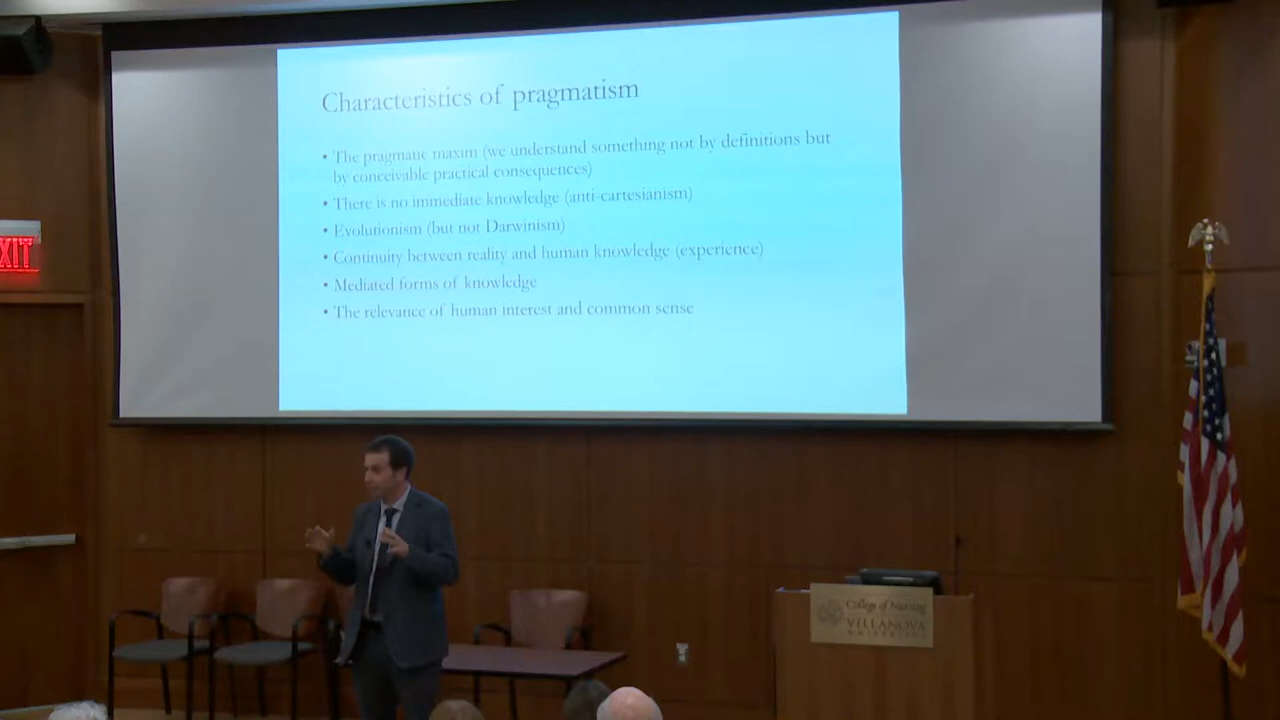 Characteristics of pragmatism
• The pragmatic maxim (we understand something not by definitions but
by conceivable practical consequences)
• There is no immediate knowledge (anti-cartesianism)
• Evolutionism (but not Darwinism)
• Continuity between reality and human knowledge (experience)
• Mediated forms of knowledge
• The relevance of human interest and common sense
EXIT
College of Nursing
VILLANOVA
UNIVERSITY